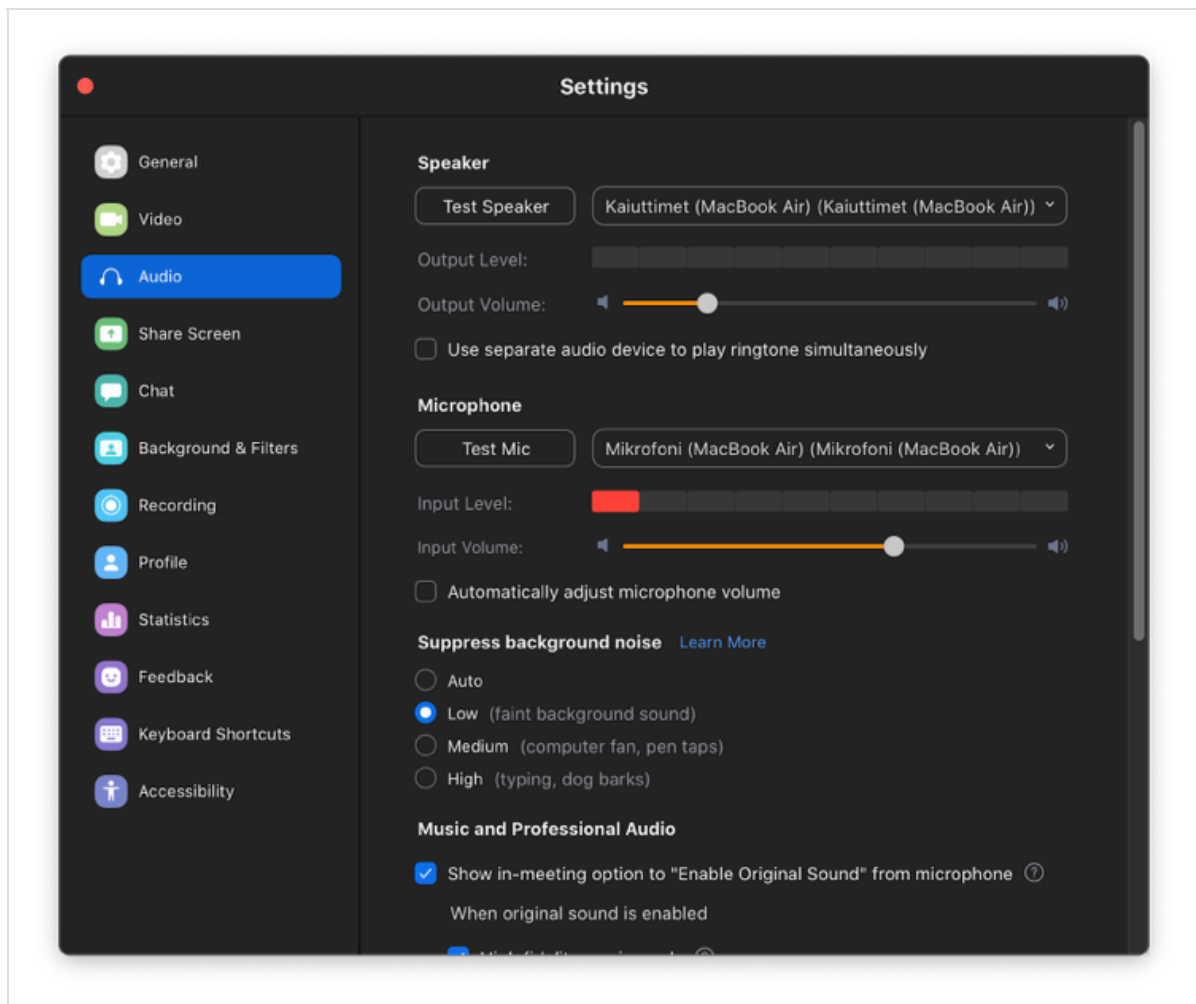 Settings
General
Video
Audio
Share Screen
Chat
Background & Filters
Recording
Profile
Statistics
Feedback
Keyboard Shortcuts
Accessibility
Speaker
Test Speaker
Kaiuttimet (MacBook Air) (Kaiuttimet (MacBook Air))
Output Level:
Output Volume:
Use separate audio device to play ringtone simultaneously
Microphone
Test Mic
Mikrofoni (MacBook Air) (Mikrofoni (MacBook Air))
Input Level:
Input Volume:
Automatically adjust microphone volume
Suppress background noise Learn More
Auto
Low (faint background sound)
Medium (computer fan, pen taps)
High (typing, dog barks)
Music and Professional Audio
Show in-meeting option to "Enable Original Sound" from microphone ?
When original sound is enabled